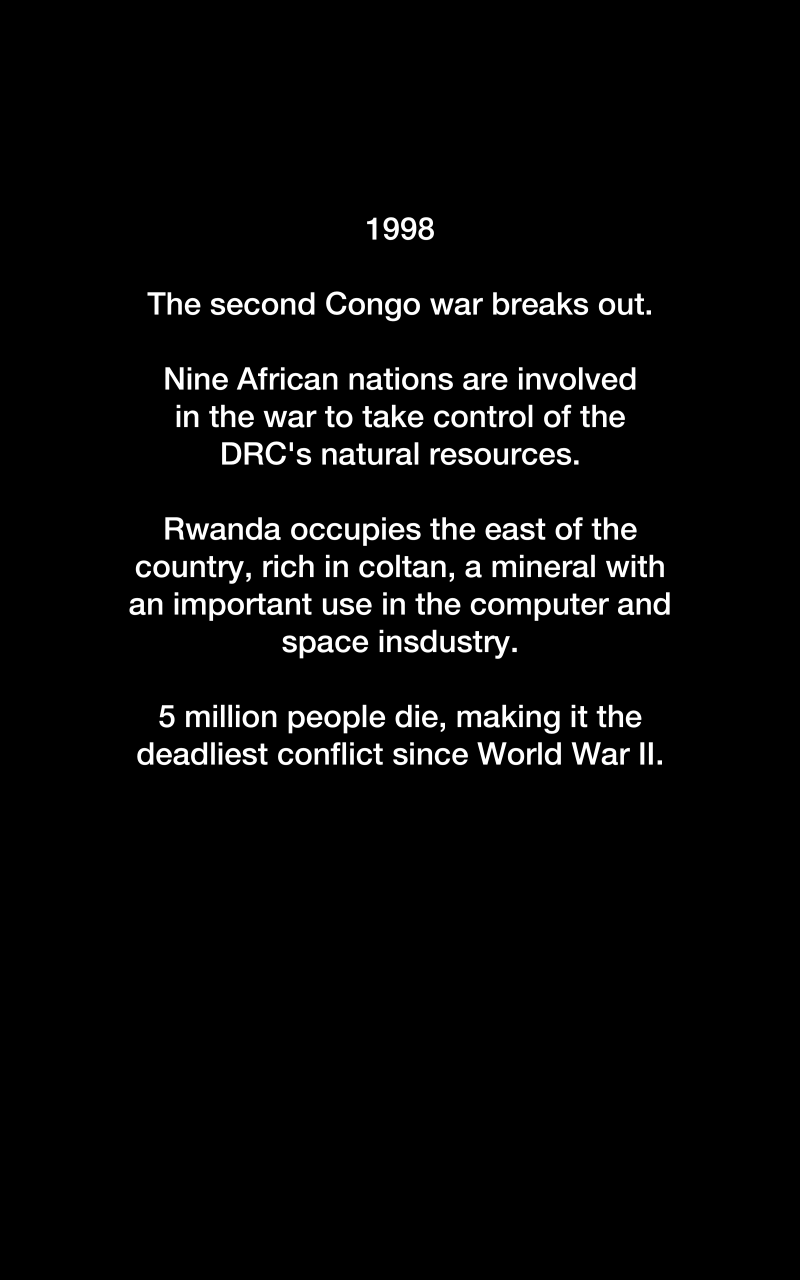 1998
The second Congo war breaks out.
Nine African nations are involved
in the war to take control of the
DRC's natural resources.
Rwanda occupies the east of the
country, rich in coltan, a mineral with
an important use in the computer and
space insdustry.
5 million people die, making it the
deadliest conflict since World War II.